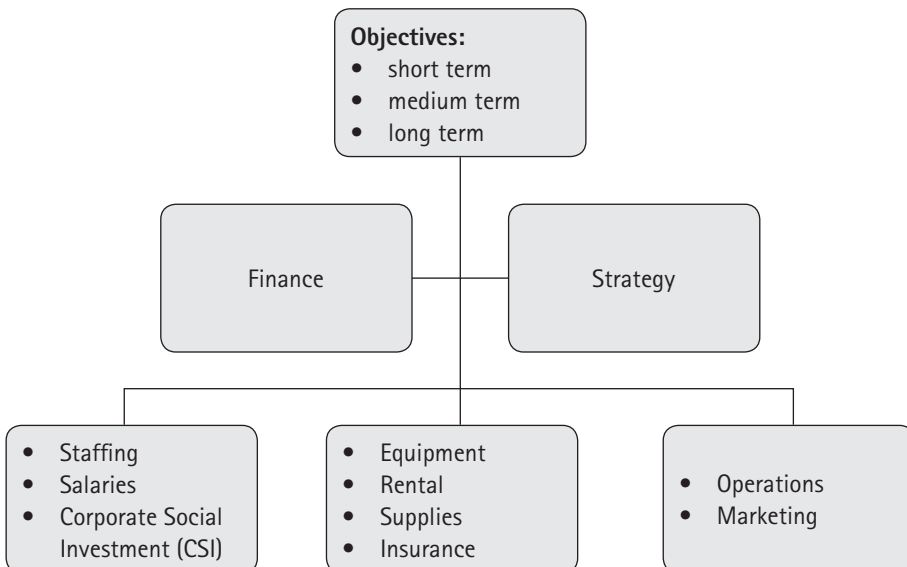 Objectives:
• short term
• medium term
• long term
Finance
Strategy
• Staffing
• Salaries
• Corporate Social
Investment (CSI)
• Equipment
• Rental
• Supplies
• Insurance
• Operations
• Marketing